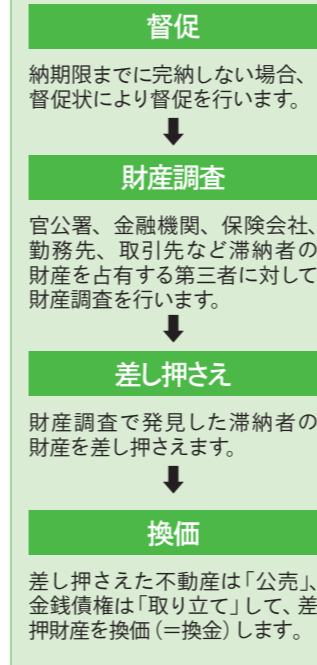 督促
納期限までに完納しない場合、
督促状により督促を行います。
財産調査
官公署、金融機関、保険会社、
勤務先、取引先など滞納者の
財産を占有する第三者に対して
財産調査を行います。
差し押さえ
財産調査で発見した滞納者の
財産を差し押さえます。
換価
差し押さえた不動産は「公売」、
金銭債権は「取り立て」して、差
押財産を換価(=換金)します。